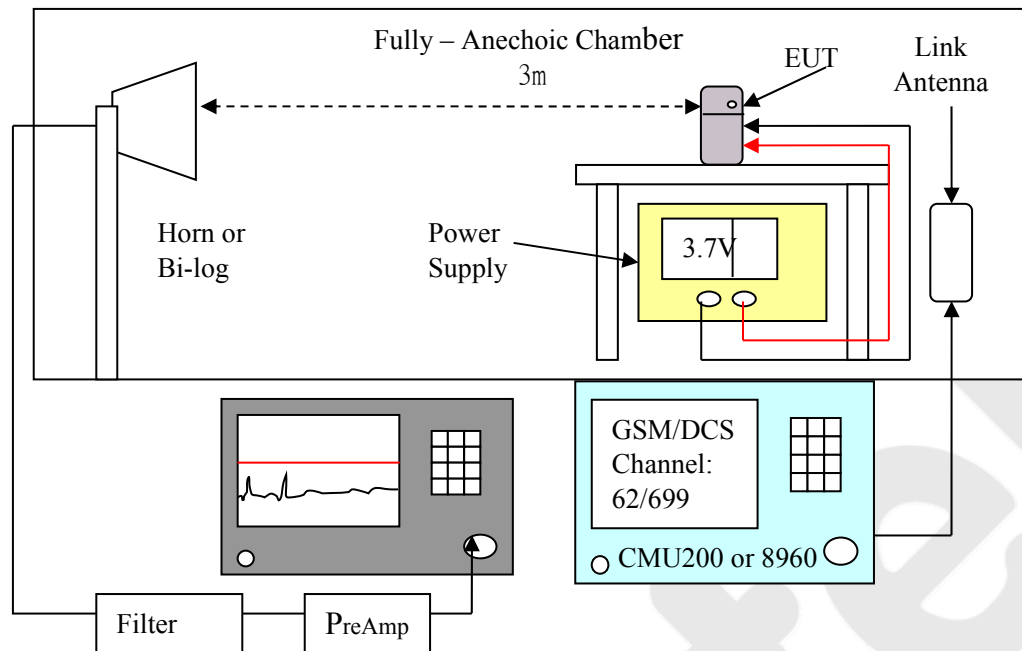 Fully – Anechoic Chamber
3m
EUT
Link
Antenna
Horn or
Bi-log
Power
Supply
3.7V
GSM/DCS
Channel:
62/699
CMU200 or 8960
Filter
PreAmp